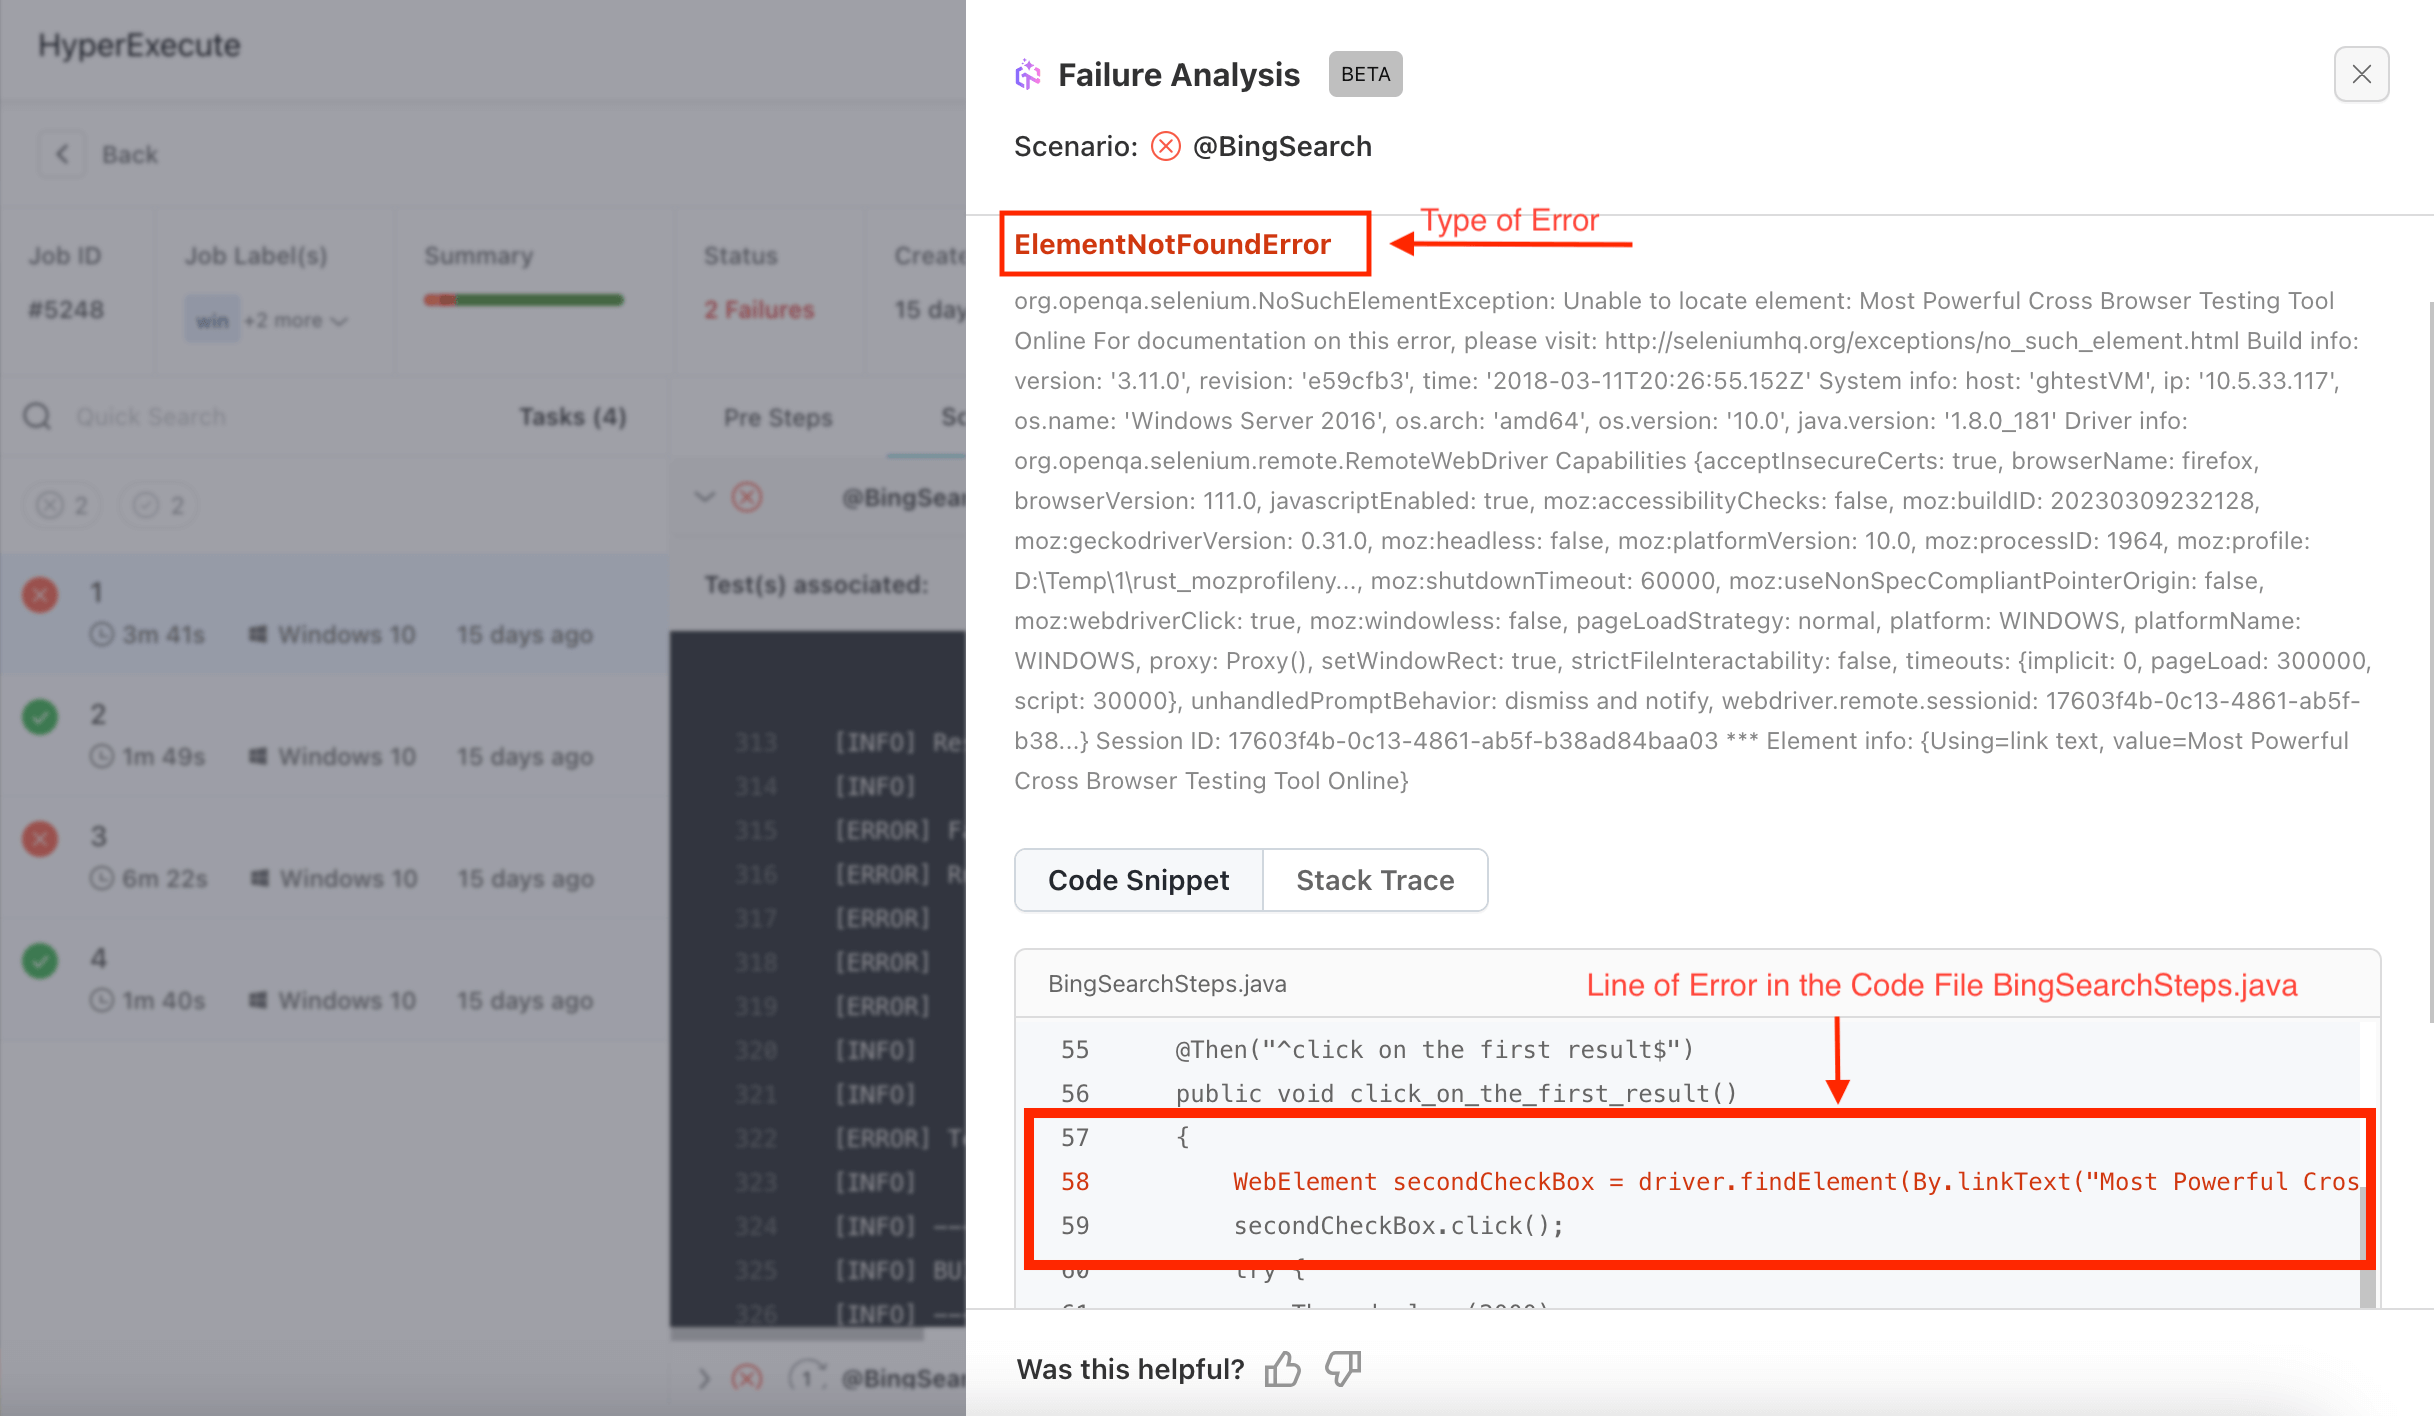 HyperExecute
Back
Job ID
Job Label(s)
Summary
Status
#5248
win +2 more
2 Failures
15
Quick Search
Tasks (4)
Pre Steps
2
2
1
3m 41s Windows 10 15 days ago
2
1m 49s Windows 10 15 days ago
3
6m 22s Windows 10 15 days ago
4
1m 40s Windows 10 15 days ago
Test(s) associated:
313 [INFO]
314 [INFO]
315 [ERROR]
316 [ERROR]
317 [ERROR]
318 [ERROR]
319 [ERROR]
320 [INFO]
321 [INFO]
322 [ERROR]
323 [INFO]
324 [INFO]
325 [INFO]
326 [INFO]
1
Failure Analysis BETA
Scenario: @BingSearch
Type of Error
ElementNotFoundError
org.openqa.selenium.NoSuchElementException: Unable to locate element: Most Powerful Cross Browser Testing Tool
Online For documentation on this error, please visit: http://seleniumhq.org/exceptions/no_such_element.html Build info:
version: '3.11.0', revision: 'e59cfb3', time: '2018-03-11T20:26:55.152Z' System info: host: 'ghtestVM', ip: '10.5.33.117',
os.name: 'Windows Server 2016', os.arch: 'amd64', os.version: '10.0', java.version: '1.8.0_181' Driver info:
org.openqa.selenium.remote.RemoteWebDriver Capabilities {acceptInsecureCerts: true, browserName: firefox,
browserVersion: 111.0, javascriptEnabled: true, moz:accessibilityChecks: false, moz:buildID: 20230309232128,
moz:geckodriverVersion: 0.31.0, moz:headless: false, moz:platformVersion: 10.0, moz:processID: 1964, moz:profile:
D:\Temp\1\rust_mozprofileny..., moz:shutdownTimeout: 60000, moz:useNonSpecCompliantPointerOrigin: false,
moz:webdriverClick: true, moz:windowless: false, pageLoadStrategy: normal, platform: WINDOWS, platformName:
WINDOWS, proxy: Proxy(), setWindowRect: true, strictFileInteractability: false, timeouts: {implicit: 0, pageLoad: 300000,
script: 30000}, unhandledPromptBehavior: dismiss and notify, webdriver.remote.sessionid: 17603f4b-0c13-4861-ab5f-
b38...} Session ID: 17603f4b-0c13-4861-ab5f-b38ad84baa03 *** Element info: {Using=link text, value=Most Powerful
Cross Browser Testing Tool Online}
Code Snippet
Stack Trace
BingSearchSteps.java
Line of Error in the Code File BingSearchSteps.java
55 @Then("^click on the first result$")
56 public void click_on_the_first_result()
57 {
58 WebElement secondCheckBox = driver.findElement(By.linkText("Most Powerful Cros
59 secondCheckBox.click();
60 try {
Was this helpful?